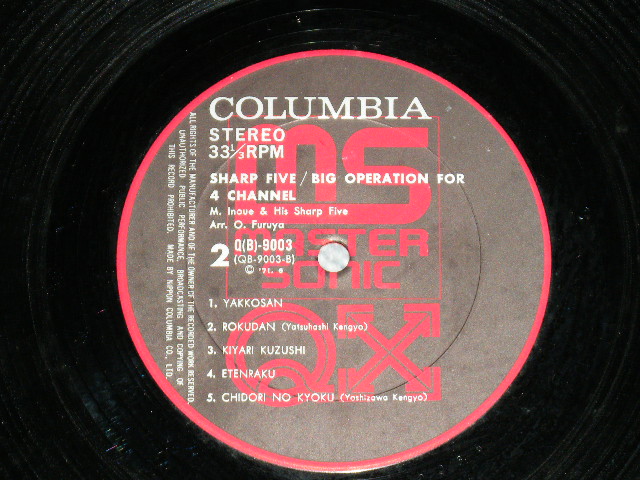 COLUMBIA
STEREO
33⅓RPM
SHARP FIVE / BIG OPERATION FOR
4 CHANNEL
M. Inoue & His Sharp Five
Arr. O. Furuya
2 Q(B)-9003
(QB-9003-B)
MS
MASTER
SONIC
1. YAKKOSAN
2. ROKUDAN (Yatsuhashi Kengyo)
3. KIYARI KUZUSHI
4. ETENRAKU
5. CHIDORI NO KYOKU (Yoshizawa Kengyo)
QX
ALL RIGHTS OF THE MANUFACTURER AND OF THE OWNER OF THE RECORDED WORK RESERVED.
UNAUTHORIZED PUBLIC PERFORMANCE, BROADCASTING AND COPYING OF
THIS RECORD PROHIBITED. MADE BY NIPPON COLUMBIA CO., LTD.